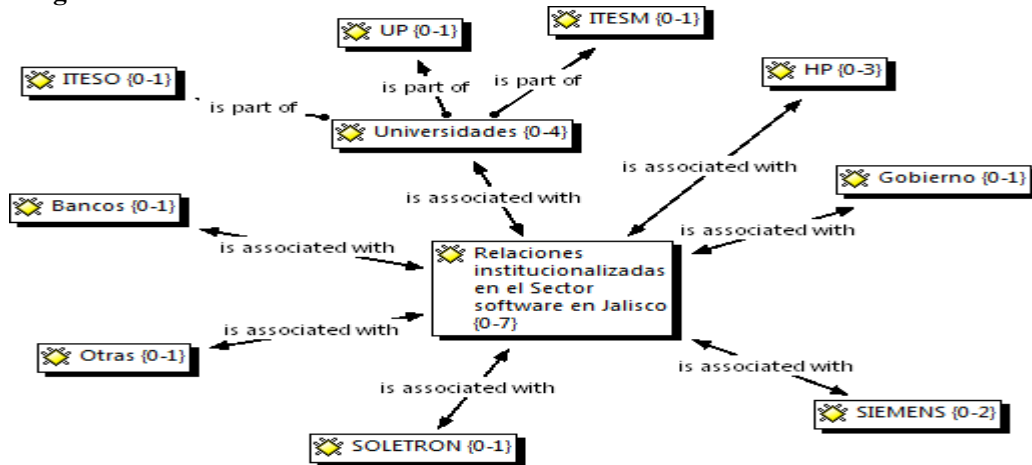 UP {0-1}
ITESM {0-1}
ITESO {0-1}
HP {0-3}
is part of
is part of
is part of
Universidades {0-4}
is associated with
Gobierno {0-1}
is associated with
Bancos {0-1}
is associated with
is associated with
Relaciones
institucionalizadas
en el Sector
software en Jalisco
{0-7}
is associated with
Otras {0-1}
is associated with
is associated with
SIEMENS {0-2}
SOLETRON {0-1}